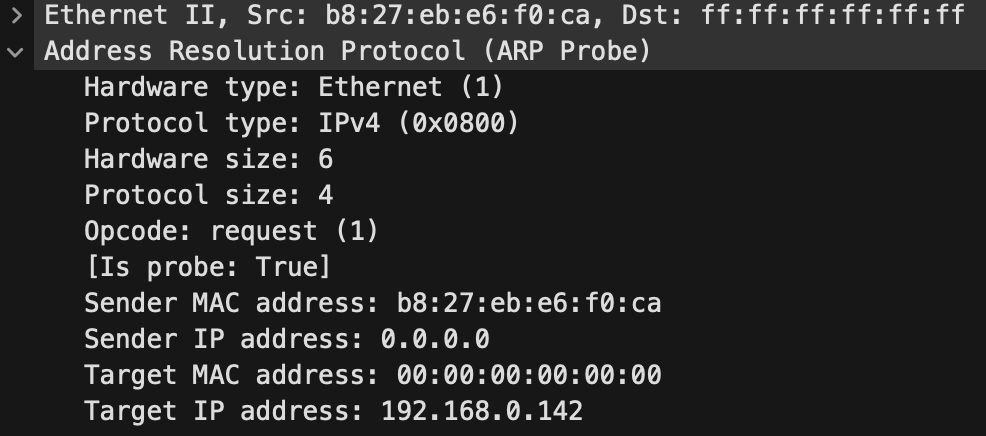 Ethernet II, Src: b8:27:eb:e6:f0:ca, Dst: ff:ff:ff:ff:ff:ff
Address Resolution Protocol (ARP Probe)
Hardware type: Ethernet (1)
Protocol type: IPv4 (0x0800)
Hardware size: 6
Protocol size: 4
Opcode: request (1)
[Is probe: True]
Sender MAC address: b8:27:eb:e6:f0:ca
Sender IP address: 0.0.0.0
Target MAC address: 00:00:00:00:00:00
Target IP address: 192.168.0.142